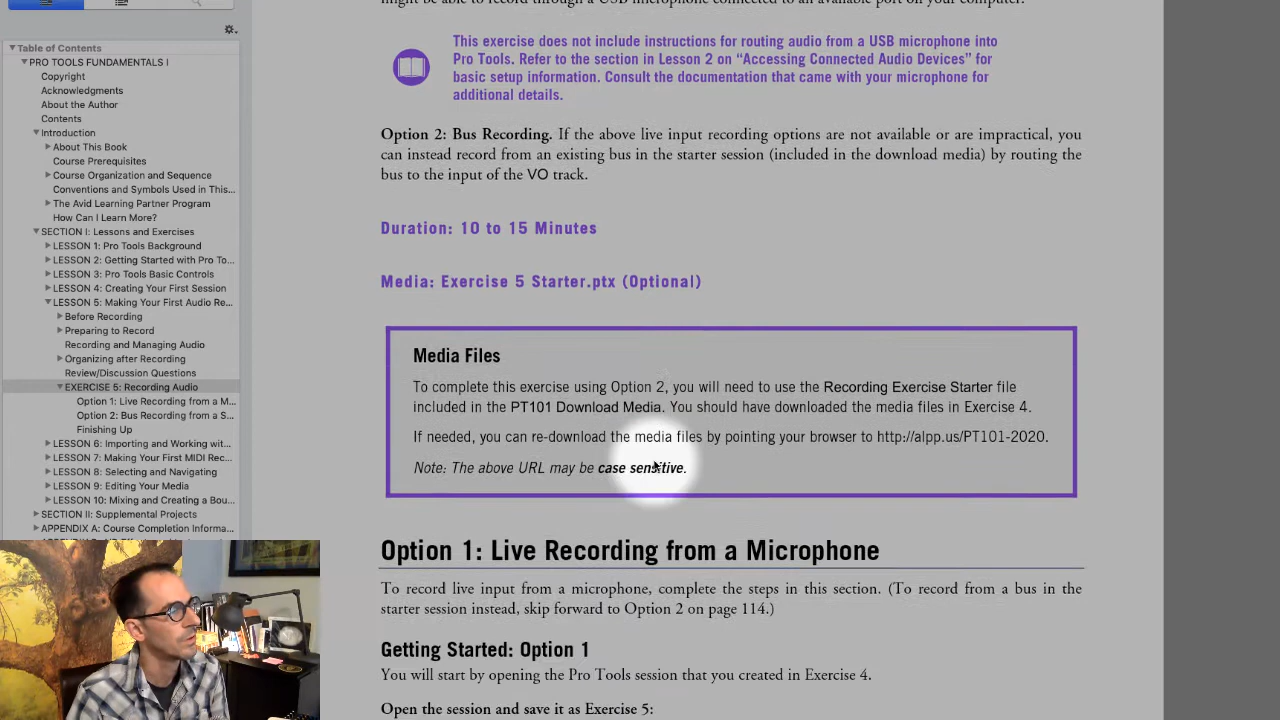 Table of Contents
PRO TOOLS FUNDAMENTALS I
Copyright
Acknowledgments
About the Author
Contents
Introduction
About This Book
Course Prerequisites
Course Organization and Sequence
Conventions and Symbols Used in This...
The Avid Learning Partner Program
How Can I Learn More?
SECTION I: Lessons and Exercises
LESSON 1: Pro Tools Background
LESSON 2: Getting Started with Pro To...
LESSON 3: Pro Tools Basic Controls
LESSON 4: Creating Your First Session
LESSON 5: Making Your First Audio Re...
Before Recording
Preparing to Record
Recording and Managing Audio
Organizing after Recording
Review/Discussion Questions
EXERCISE 5: Recording Audio
Option 1: Live Recording from a M...
Option 2: Bus Recording from a S...
Finishing Up
LESSON 6: Importing and Working wit...
LESSON 7: Making Your First MIDI Rec...
LESSON 8: Selecting and Navigating
LESSON 9: Editing Your Media
LESSON 10: Mixing and Creating a Bou...
SECTION II: Supplemental Projects
APPENDIX A: Course Completion Informa...
might be able to record through a USB microphone connected to an available port on your computer.
This exercise does not include instructions for routing audio from a USB microphone into
Pro Tools. Refer to the section in Lesson 2 on “Accessing Connected Audio Devices” for
basic setup information. Consult the documentation that came with your microphone for
additional details.
Option 2: Bus Recording. If the above live input recording options are not available or are impractical, you
can instead record from an existing bus in the starter session (included in the download media) by routing the
bus to the input of the VO track.
Duration: 10 to 15 Minutes
Media: Exercise 5 Starter.ptx (Optional)
Media Files
To complete this exercise using Option 2, you will need to use the Recording Exercise Starter file
included in the PT101 Download Media. You should have downloaded the media files in Exercise 4.
If needed, you can re-download the media files by pointing your browser to http://alpp.us/PT101-2020.
Note: The above URL may be case sensitive.
Option 1: Live Recording from a Microphone
To record live input from a microphone, complete the steps in this section. (To record from a bus in the
starter session instead, skip forward to Option 2 on page 114.)
Getting Started: Option 1
You will start by opening the Pro Tools session that you created in Exercise 4.
Open the session and save it as Exercise 5: